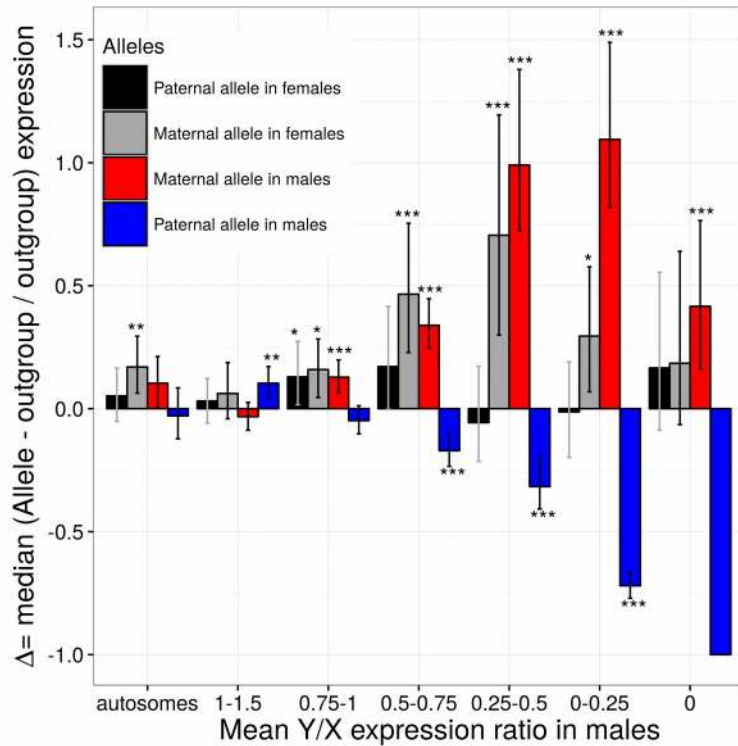 Δ= median (Allele - outgroup / outgroup) expression
1.5
1.0
0.5
0.0
-0.5
-1.0
Alleles
Paternal allele in females
Maternal allele in females
Maternal allele in males
Paternal allele in males
**
**
*
*
***
***
***
***
***
***
***
*
***
***
***
autosomes 1-1.5 0.75-1 0.5-0.75 0.25-0.5 0-0.25 0
Mean Y/X expression ratio in males